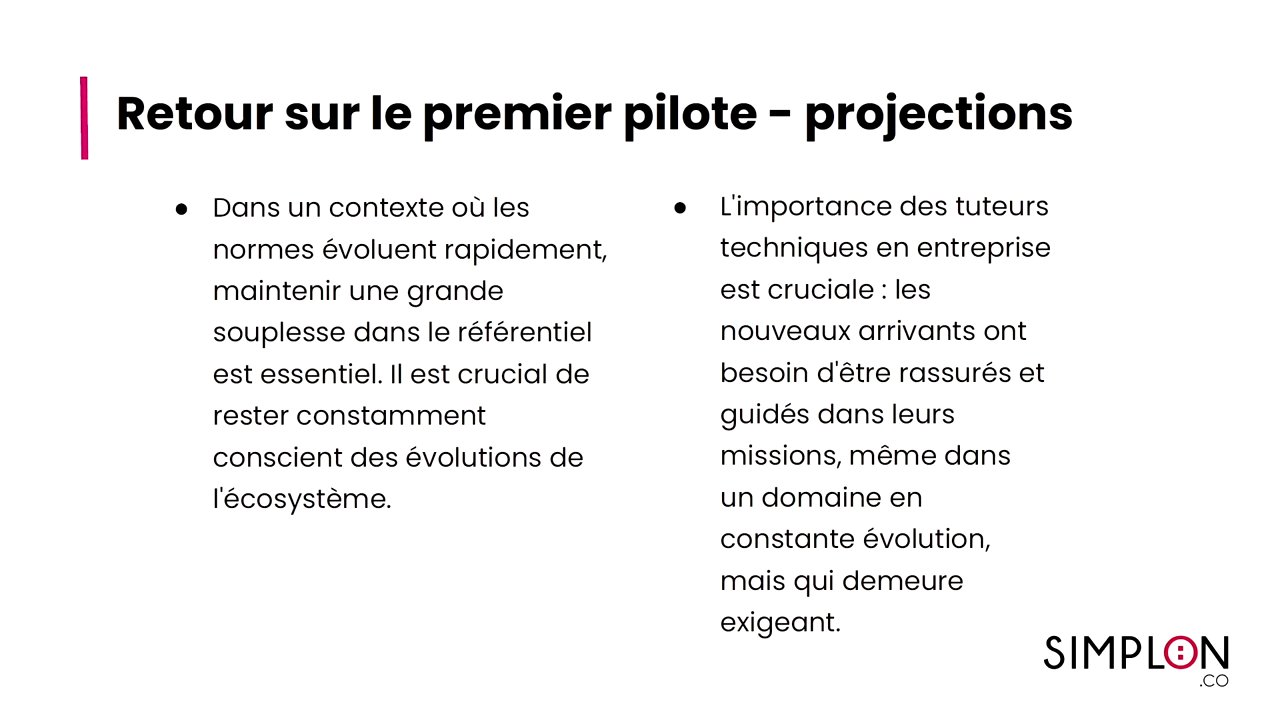 Retour sur le premier pilote - projections
● Dans un contexte où les
normes évoluent rapidement,
maintenir une grande
souplesse dans le référentiel
est essentiel. Il est crucial de
rester constamment
conscient des évolutions de
l'écosystème.
● L'importance des tuteurs
techniques en entreprise
est cruciale : les
nouveaux arrivants ont
besoin d'être rassurés et
guidés dans leurs
missions, même dans
un domaine en
constante évolution,
mais qui demeure
exigeant.
SIMPLON
.CO